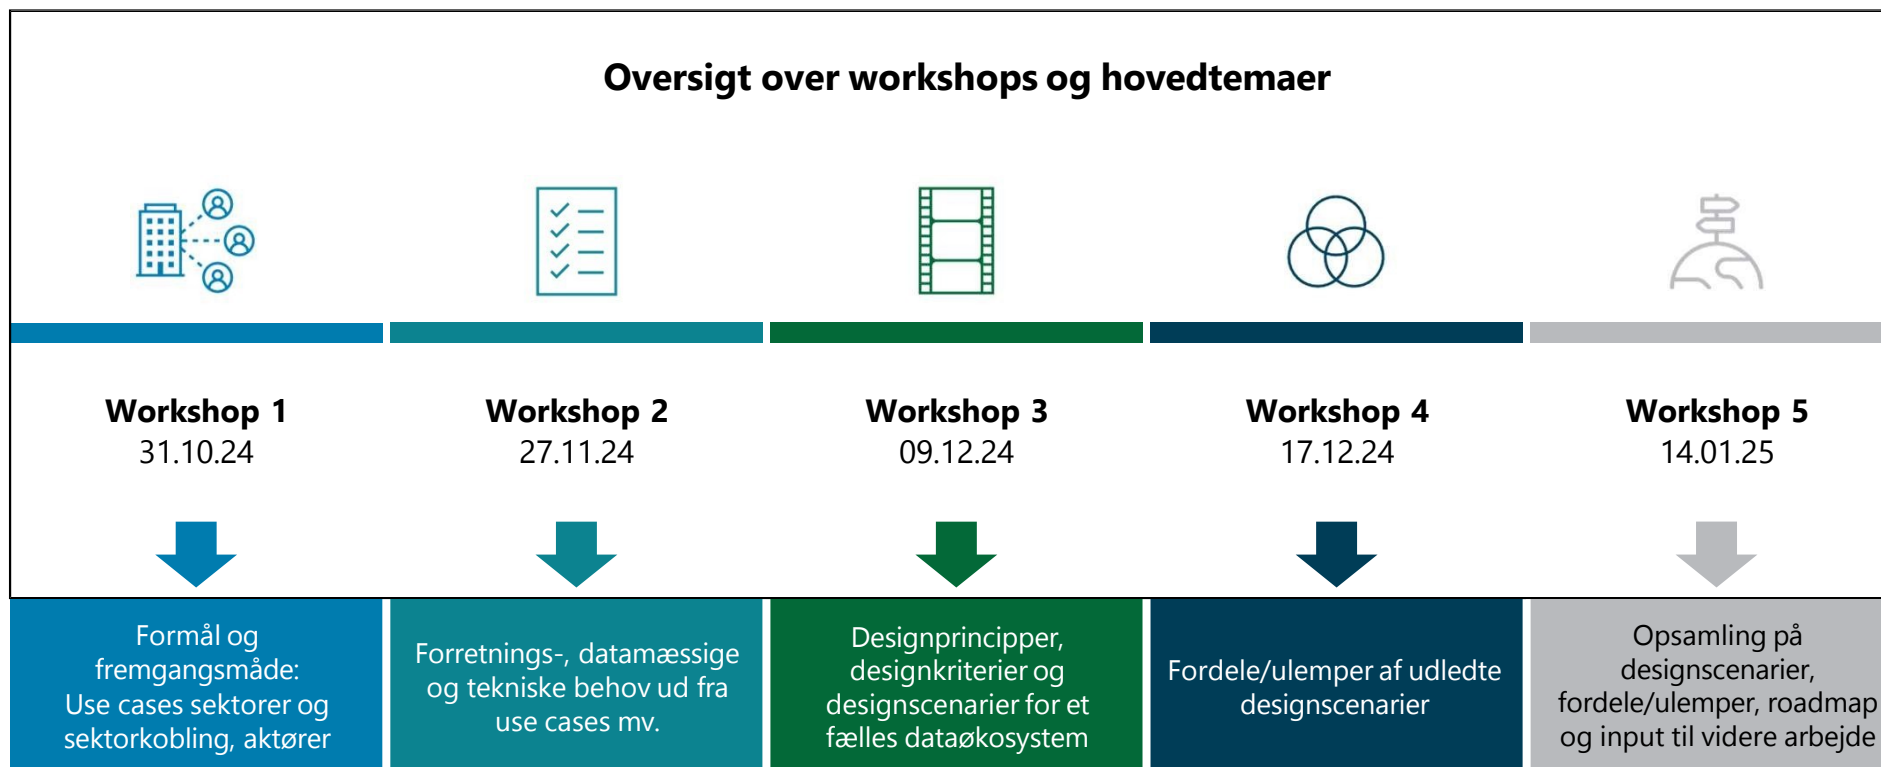 Oversigt over workshops og hovedtemaer
Workshop 1
31.10.24
Workshop 2
27.11.24
Workshop 3
09.12.24
Workshop 4
17.12.24
Workshop 5
14.01.25
Formål og
fremgangsmåde:
Use cases sektorer og
sektorkobling, aktører
Forretnings-, datamæssige
og tekniske behov ud fra
use cases mv.
Designprincipper,
designkriterier og
designscenarier for et
fælles dataøkosystem
Fordele/ulemper af udledte
designscenarier
Opsamling på
designscenarier,
fordele/ulemper, roadmap
og input til videre arbejde